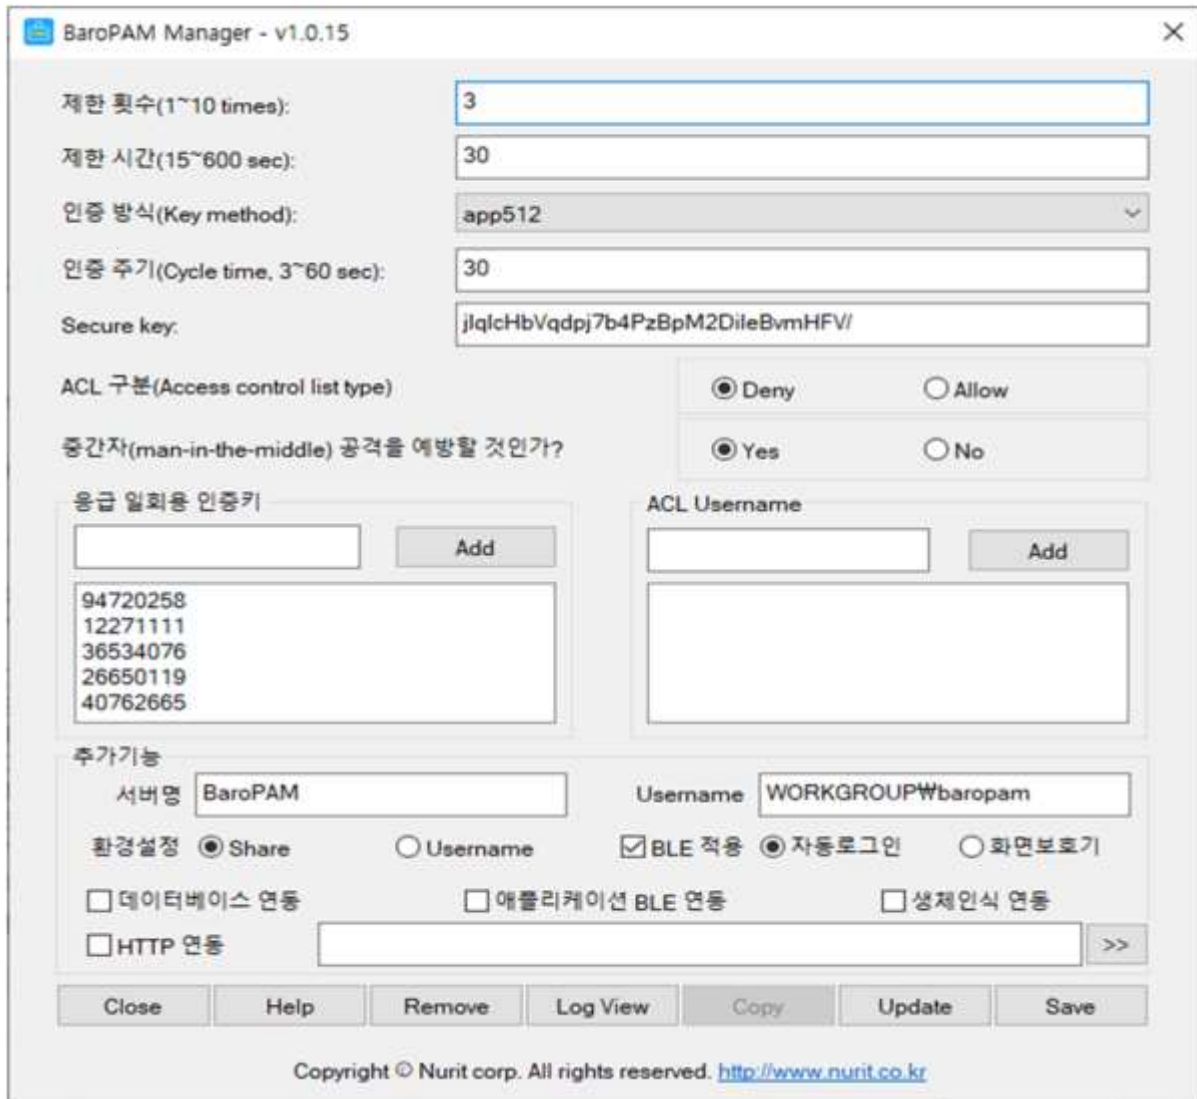 BaroPAM Manager - v1.0.15
제한 횟수(1~10 times): 3
제한 시간(15~600 sec): 30
인증 방식(Key method): app512
인증 주기(Cycle time, 3~60 sec): 30
Secure key: jIqlcHbVqdpj7b4PzBpM2DileBvmHFV/
ACL 구분(Access control list type) Deny Allow
중간자(man-in-the-middle) 공격을 예방할 것인가? Yes No
응급 일회용 인증키 ACL Username
Add Add
94720258
12271111
36534076
26650119
40762665
추가기능
서버명 BaroPAM Username WORKGROUP₩baropam
환경설정 Share Username BLE 적용 자동로그인 화면보호기
데이터베이스 연동 애플리케이션 BLE 연동 생체인식 연동
HTTP 연동 >>
Close Help Remove Log View Copy Update Save
Copyright © Nurit corp. All rights reserved. http://www.nurit.co.kr